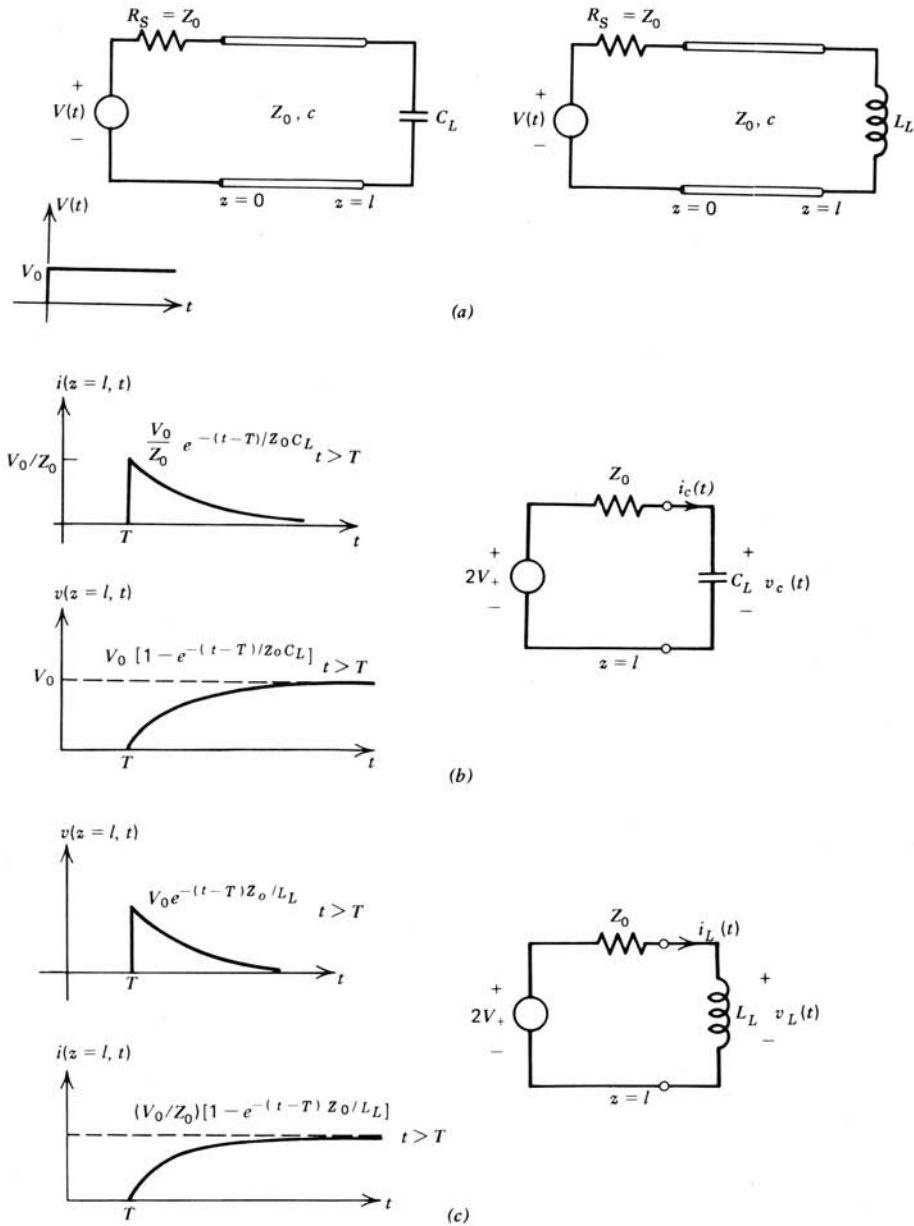 R_S = Z_0
R_S = Z_0
+
V(t)
−
Z_0, c
C_L
+
V(t)
−
Z_0, c
L_L
z = 0
z = l
z = 0
z = l
V(t)
V_0
t
(a)
i(z = l, t)
V_0/Z_0
V_0/Z_0 e^{−(t−T)/Z_0 C_L} t > T
T
t
Z_0
i_c(t)
+
2V_+
−
+
C_L v_c (t)
−
z = l
v(z = l, t)
V_0 [1 − e^{−(t−T)/Z_0 C_L}] t > T
V_0
T
t
(b)
v(z = l, t)
V_0 e^{−(t−T)Z_0/L_L} t > T
T
t
Z_0
i_L (t)
+
2V_+
−
+
L_L v_L(t)
−
z = l
i(z = l, t)
(V_0/Z_0)[1 − e^{−(t−T) Z_0/L_L}]
t > T
T
t
(c)